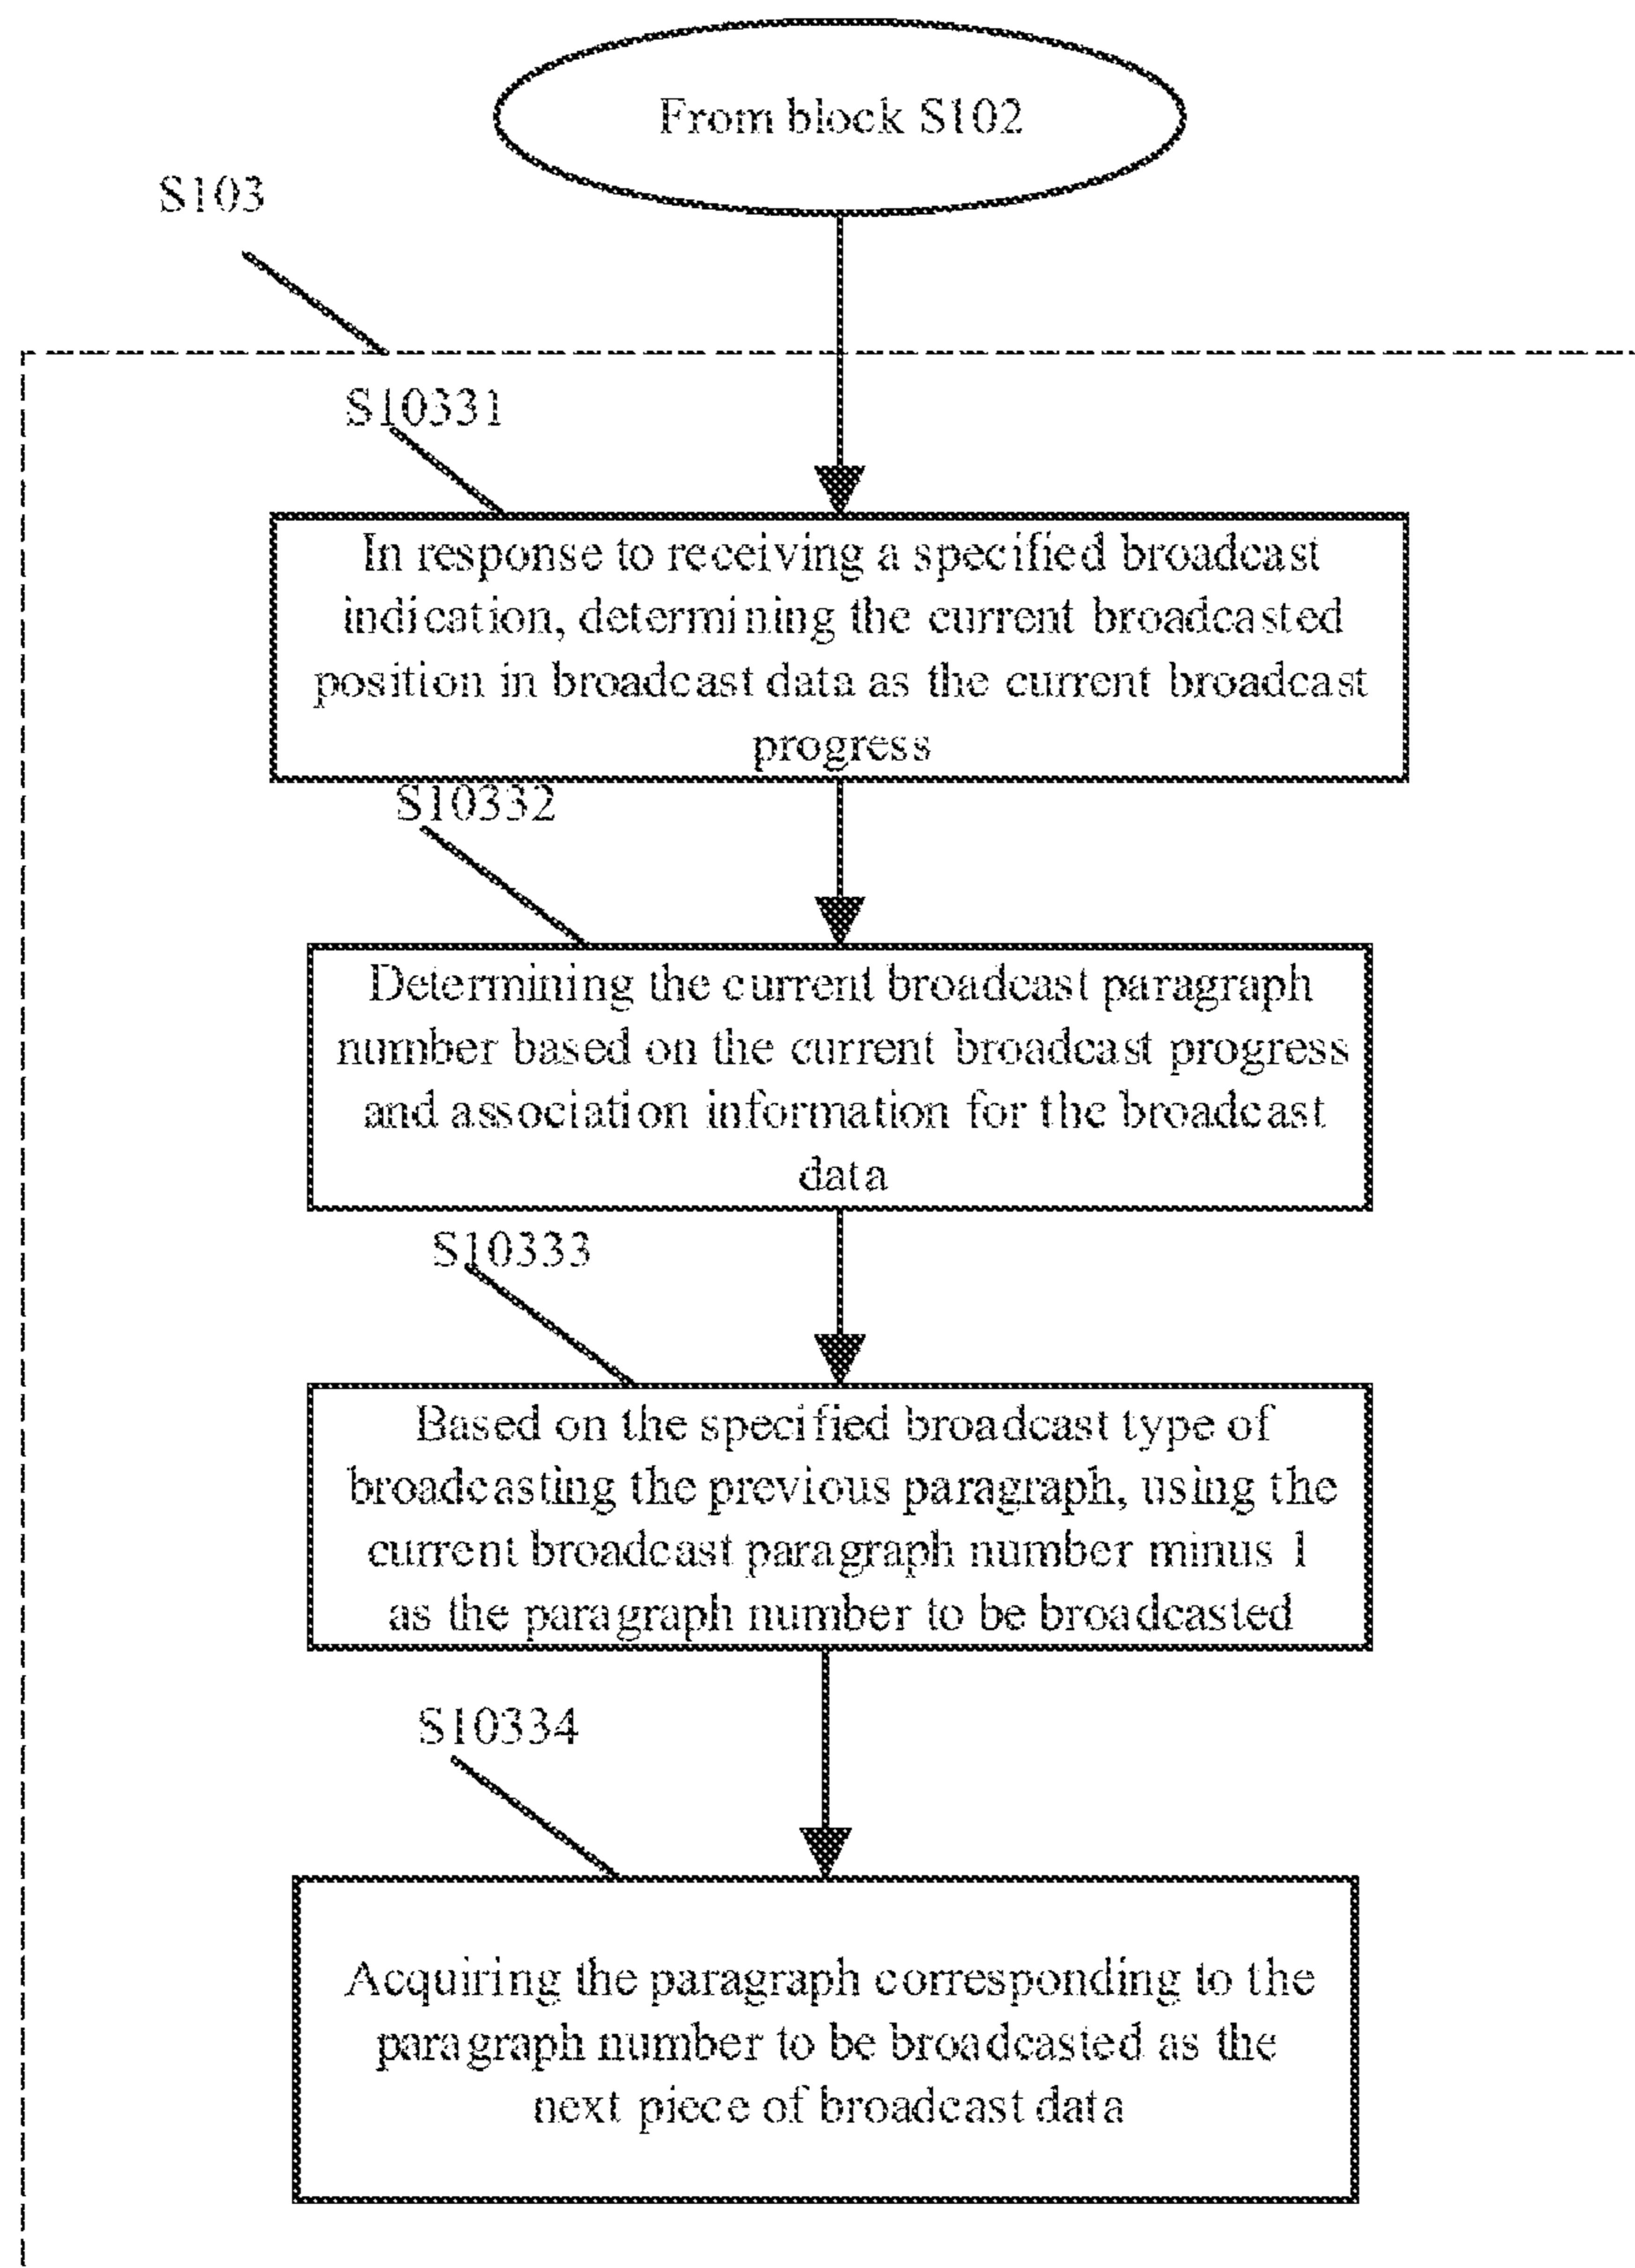 From block S102
S103
S10331
In response to receiving a specified broadcast
indication, determining the current broadcasted
position in broadcast data as the current broadcast
progress
S10332
Determining the current broadcast paragraph
number based on the current broadcast progress
and association information for the broadcast
data
S10333
Based on the specified broadcast type of
broadcasting the previous paragraph, using the
current broadcast paragraph number minus 1
as the paragraph number to be broadcasted
S10334
Acquiring the paragraph corresponding to the
paragraph number to be broadcasted as the
next piece of broadcast data